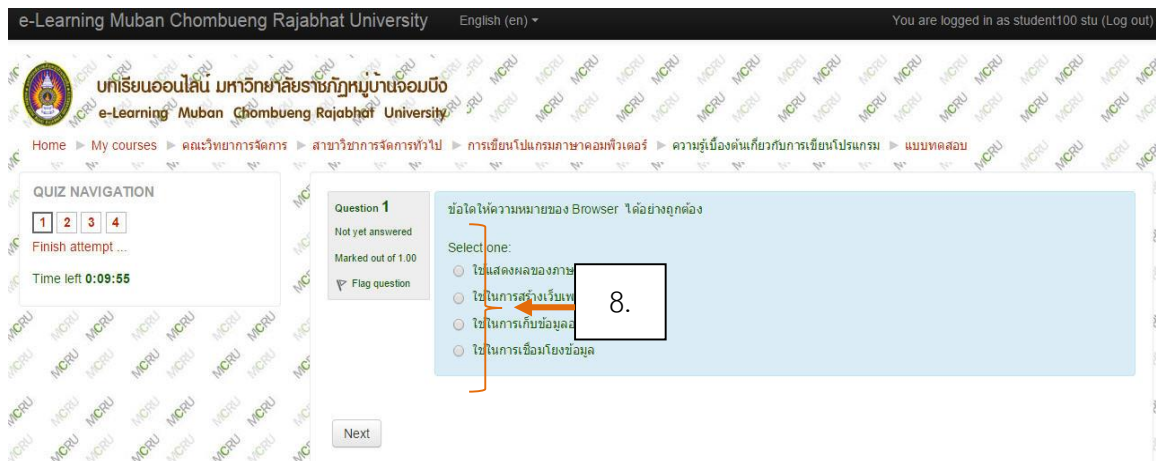 e-Learning Muban Chombueng Rajabhat University English (en) You are logged in as student100 stu (Log out)
บทเรียนออนไลน์ มหาวิทยาลัยราชภัฏหมู่บ้านจอมบึง
e-Learning Muban Chombueng Rajabhat University
Home My courses คณะวิทยาการจัดการ สาขาวิชาการจัดการทั่วไป การเขียนโปแกรมภาษาคอมพิวเตอร์ ความรู้เบื้องต้นเกี่ยวกับการเขียนโปรแกรม แบบทดสอบ
QUIZ NAVIGATION
1 2 3 4
Finish attempt ...
Time left 0:09:55
Question 1
Not yet answered
Marked out of 1.00
Flag question
ข้อใดให้ความหมายของ Browser ได้อย่างถูกต้อง
Select one:
ใช้แสดงผลของภาษ
ใช้ในการสร้างเว็บเพ
ใช้ในการเก็บข้อมูล
ใช้ในการเชื่อมโยงข้อมูล
8.
Next
MCRU